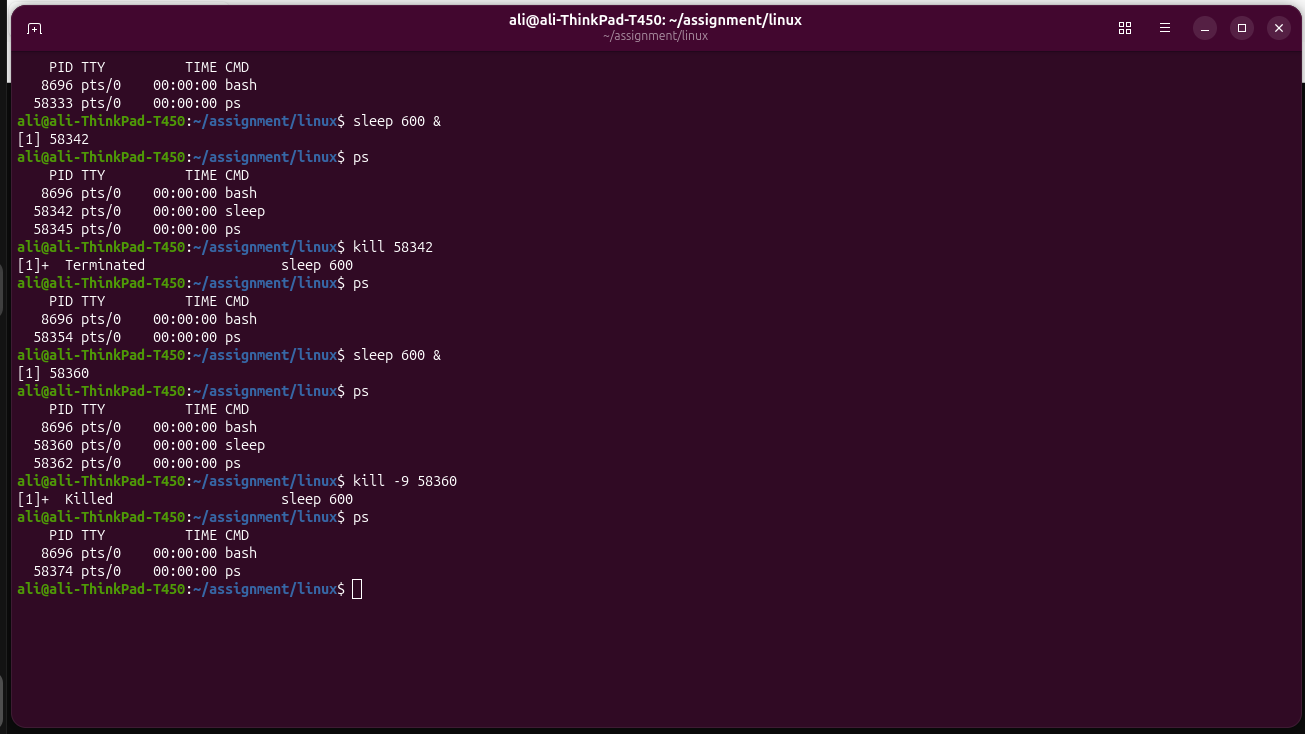 ali@ali-ThinkPad-T450: ~/assignment/linux
~/assignment/linux
    PID TTY          TIME CMD
   8696 pts/0    00:00:00 bash
  58333 pts/0    00:00:00 ps
ali@ali-ThinkPad-T450:~/assignment/linux$ sleep 600 &
[1] 58342
ali@ali-ThinkPad-T450:~/assignment/linux$ ps
    PID TTY          TIME CMD
   8696 pts/0    00:00:00 bash
  58342 pts/0    00:00:00 sleep
  58345 pts/0    00:00:00 ps
ali@ali-ThinkPad-T450:~/assignment/linux$ kill 58342
[1]+  Terminated                 sleep 600
ali@ali-ThinkPad-T450:~/assignment/linux$ ps
    PID TTY          TIME CMD
   8696 pts/0    00:00:00 bash
  58354 pts/0    00:00:00 ps
ali@ali-ThinkPad-T450:~/assignment/linux$ sleep 600 &
[1] 58360
ali@ali-ThinkPad-T450:~/assignment/linux$ ps
    PID TTY          TIME CMD
   8696 pts/0    00:00:00 bash
  58360 pts/0    00:00:00 sleep
  58362 pts/0    00:00:00 ps
ali@ali-ThinkPad-T450:~/assignment/linux$ kill -9 58360
[1]+  Killed                     sleep 600
ali@ali-ThinkPad-T450:~/assignment/linux$ ps
    PID TTY          TIME CMD
   8696 pts/0    00:00:00 bash
  58374 pts/0    00:00:00 ps
ali@ali-ThinkPad-T450:~/assignment/linux$